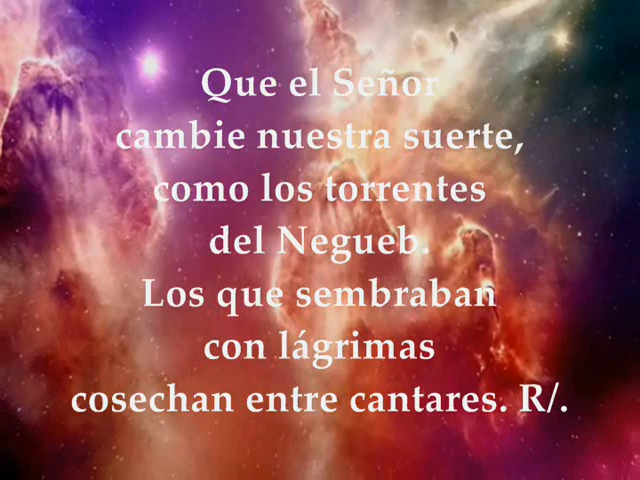 Que el Señor
cambie nuestra suerte,
como los torrentes
del Negueb.
Los que sembraban
con lágrimas
cosechan entre cantares. R/.